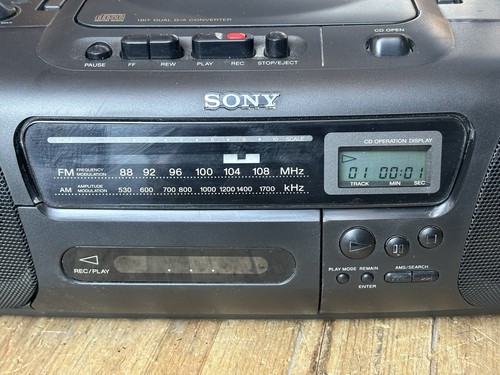 1BIT DUAL D/A CONVERTER
CD OPEN
PAUSE FF REW PLAY REC STOP/EJECT
SONY
SCALE
CD OPERATION DISPLAY
FM FREQUENCY MODULATION 88 92 96 100 104 108 MHz
AM AMPLITUDE MODULATION 530 600 700 800 1000 1200 1400 1700 kHz
01 00:01
TRACK MIN SEC
REC/PLAY
PLAY MODE REMAIN AMS/SEARCH
ENTER